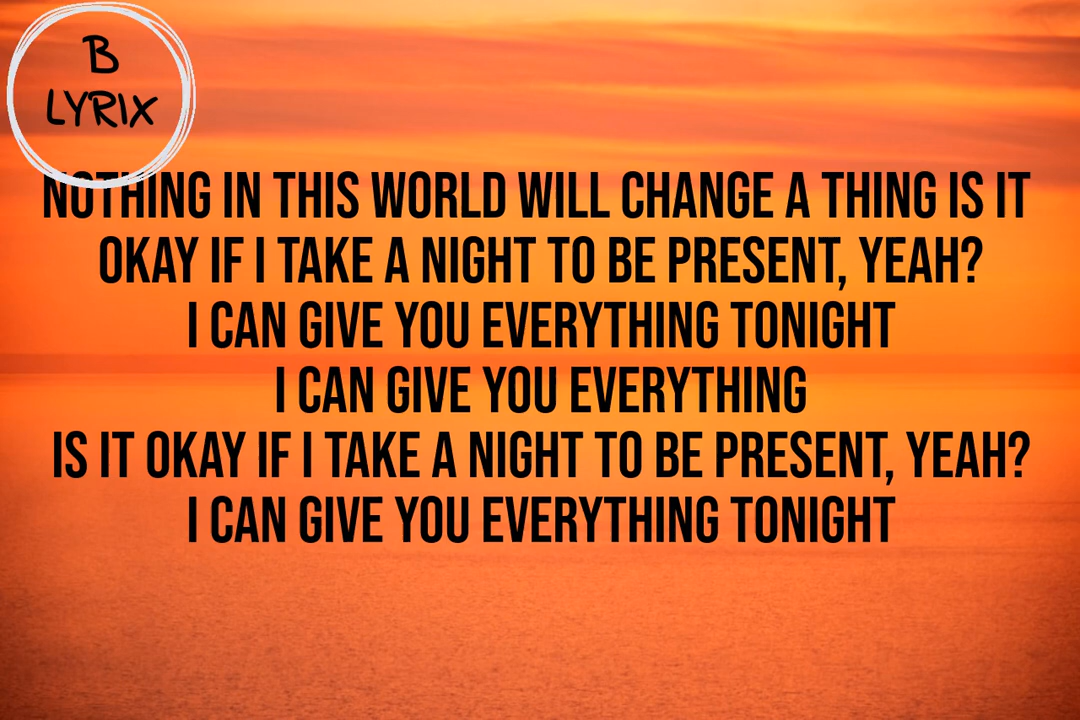 B
LYRIX
NOTHING IN THIS WORLD WILL CHANGE A THING IS IT
OKAY IF I TAKE A NIGHT TO BE PRESENT, YEAH?
I CAN GIVE YOU EVERYTHING TONIGHT
I CAN GIVE YOU EVERYTHING
IS IT OKAY IF I TAKE A NIGHT TO BE PRESENT, YEAH?
I CAN GIVE YOU EVERYTHING TONIGHT